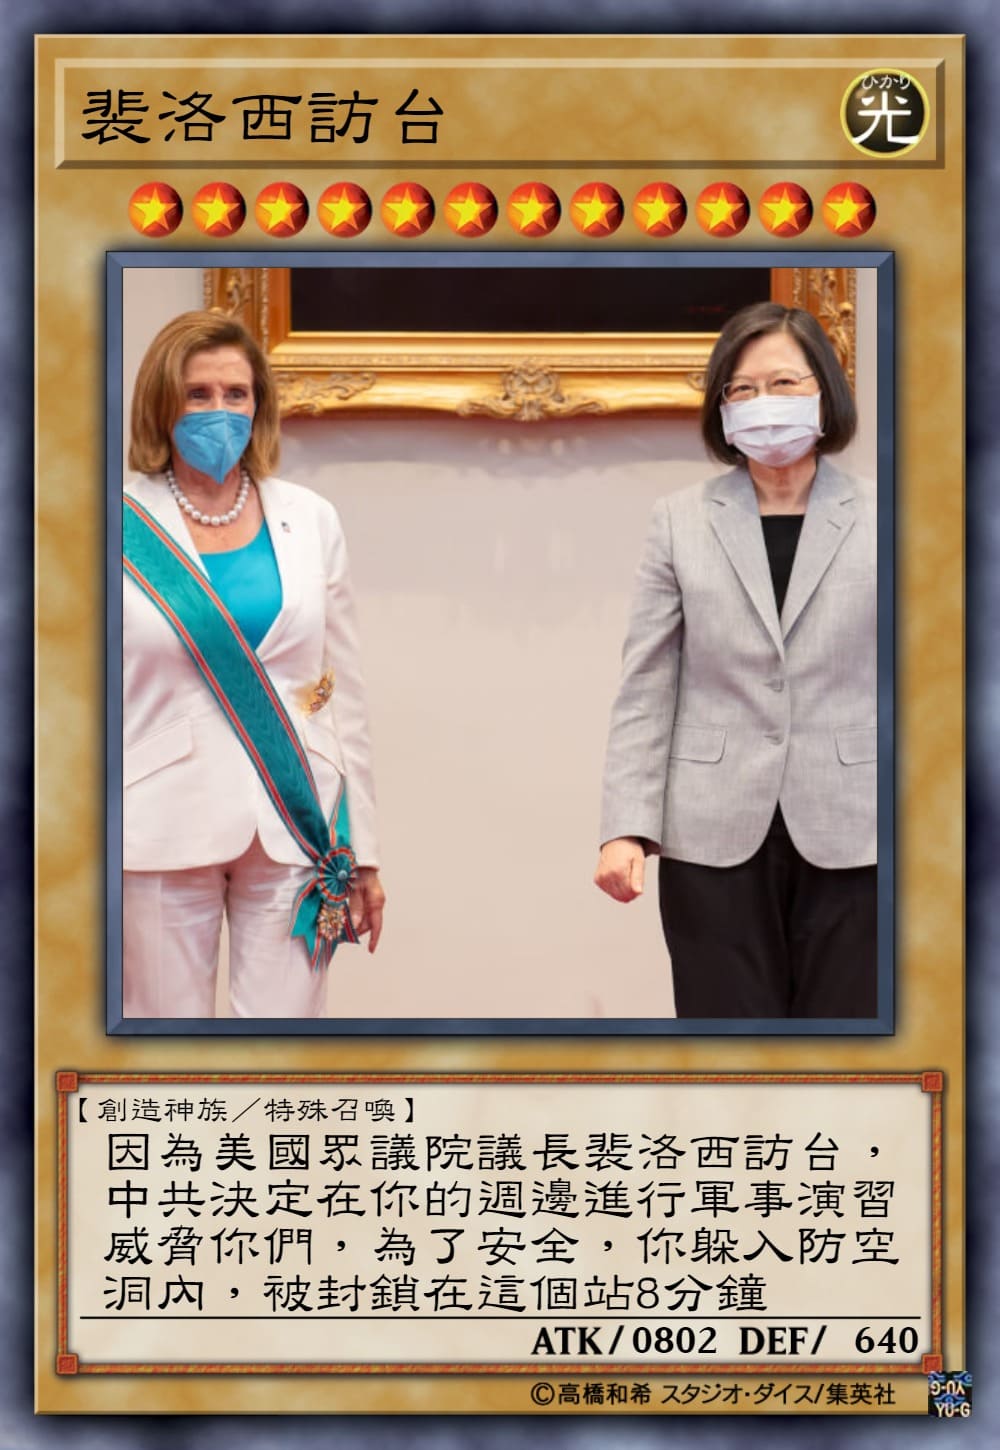 裴洛西訪台
ひかり
光
【創造神族／特殊召喚】
因為美國眾議院議長裴洛西訪台，
中共決定在你的週邊進行軍事演習
威脅你們，為了安全，你躲入防空
洞內，被封鎖在這個站8分鐘
ATK/0802 DEF/ 640
©高橋和希 スタジオ・ダイス/集英社
YU-G
YU-G